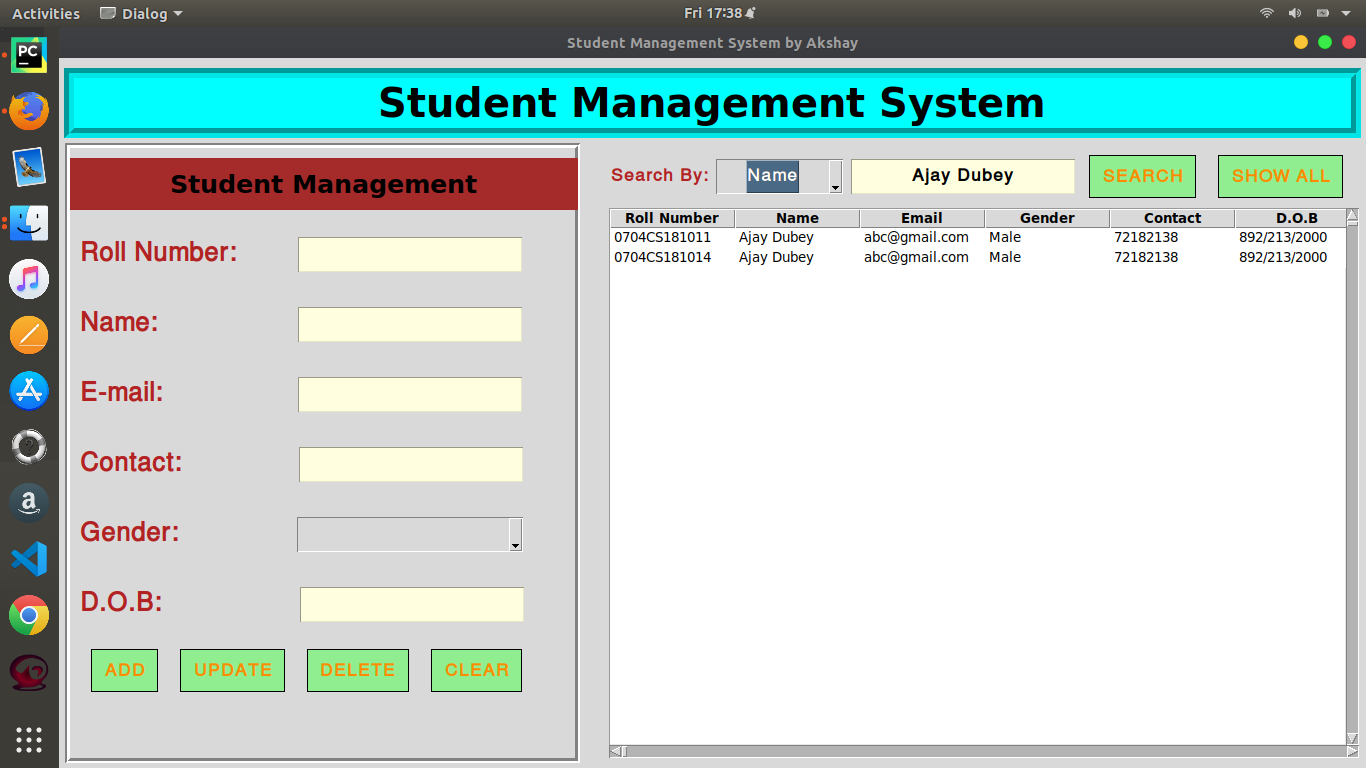 Activities Dialog Fri 17:38
Student Management System by Akshay
PC
Student Management System
Student Management
Roll Number:
Name:
E-mail:
Contact:
Gender:
D.O.B:
ADD UPDATE DELETE CLEAR
Search By: Name Ajay Dubey SEARCH SHOW ALL
Roll Number Name Email Gender Contact D.O.B
0704CS181011 Ajay Dubey abc@gmail.com Male 72182138 892/213/2000
0704CS181014 Ajay Dubey abc@gmail.com Male 72182138 892/213/2000
a